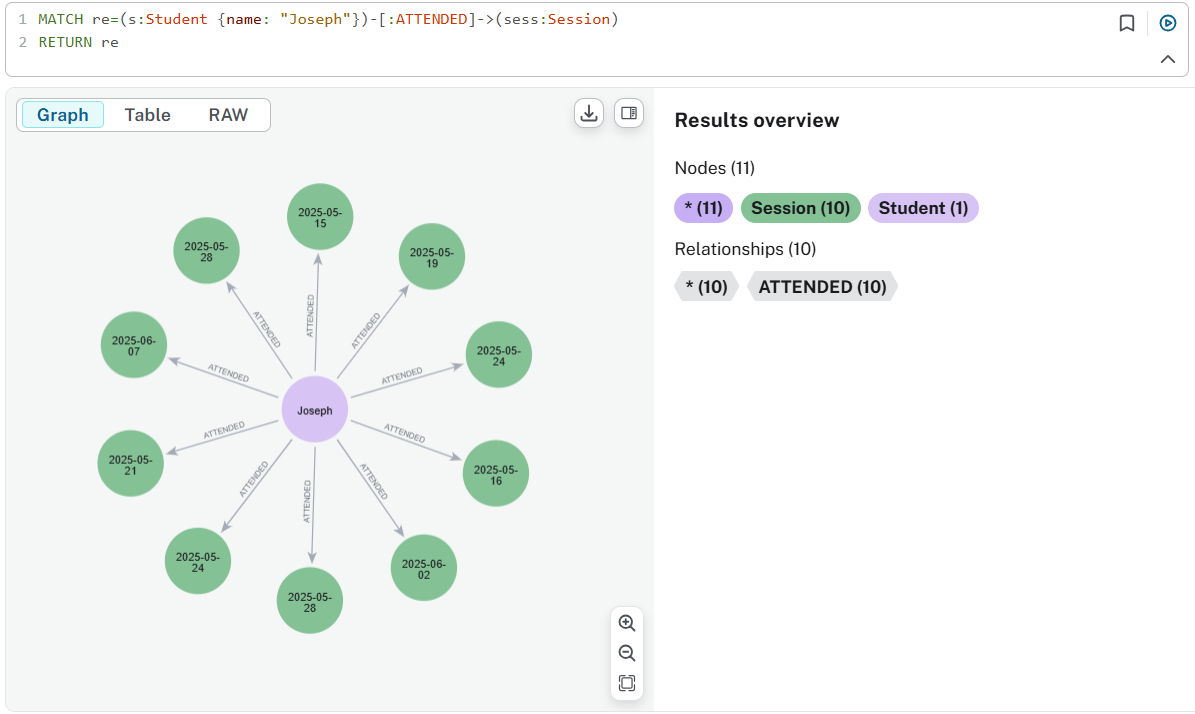 1 MATCH re=(s:Student {name: "Joseph"})-[:ATTENDED]->(sess:Session)
2 RETURN re
Graph Table RAW
Results overview
Nodes (11)
* (11) Session (10) Student (1)
Relationships (10)
* (10) ATTENDED (10)
2025-05-
15
2025-05-
28
2025-05-
19
2025-06-
07
2025-05-
24
Joseph
2025-05-
21
2025-05-
16
2025-05-
24
2025-06-
02
2025-05-
28
ATTENDED
ATTENDED
ATTENDED
ATTENDED
ATTENDED
ATTENDED
ATTENDED
ATTENDED
ATTENDED
ATTENDED